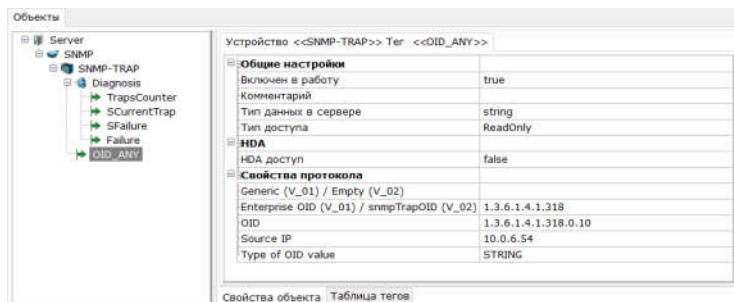 Объекты
Server
SNMP
SNMP-TRAP
Diagnosis
TrapsCounter
SCurrentTrap
SFailure
Failure
OID_ANY
Устройство <<SNMP-TRAP>> Тег <<OID_ANY>>
Общие настройки
Включен в работу true
Комментарий
Тип данных в сервере string
Тип доступа ReadOnly
HDA
HDA доступ false
Свойства протокола
Generic (V_01) / Empty (V_02)
Enterprise OID (V_01) / snmpTrapOID (V_02) 1.3.6.1.4.1.318
OID 1.3.6.1.4.1.318.0.10
Source IP 10.0.6.54
Type of OID value STRING
Свойства объекта Таблица тегов